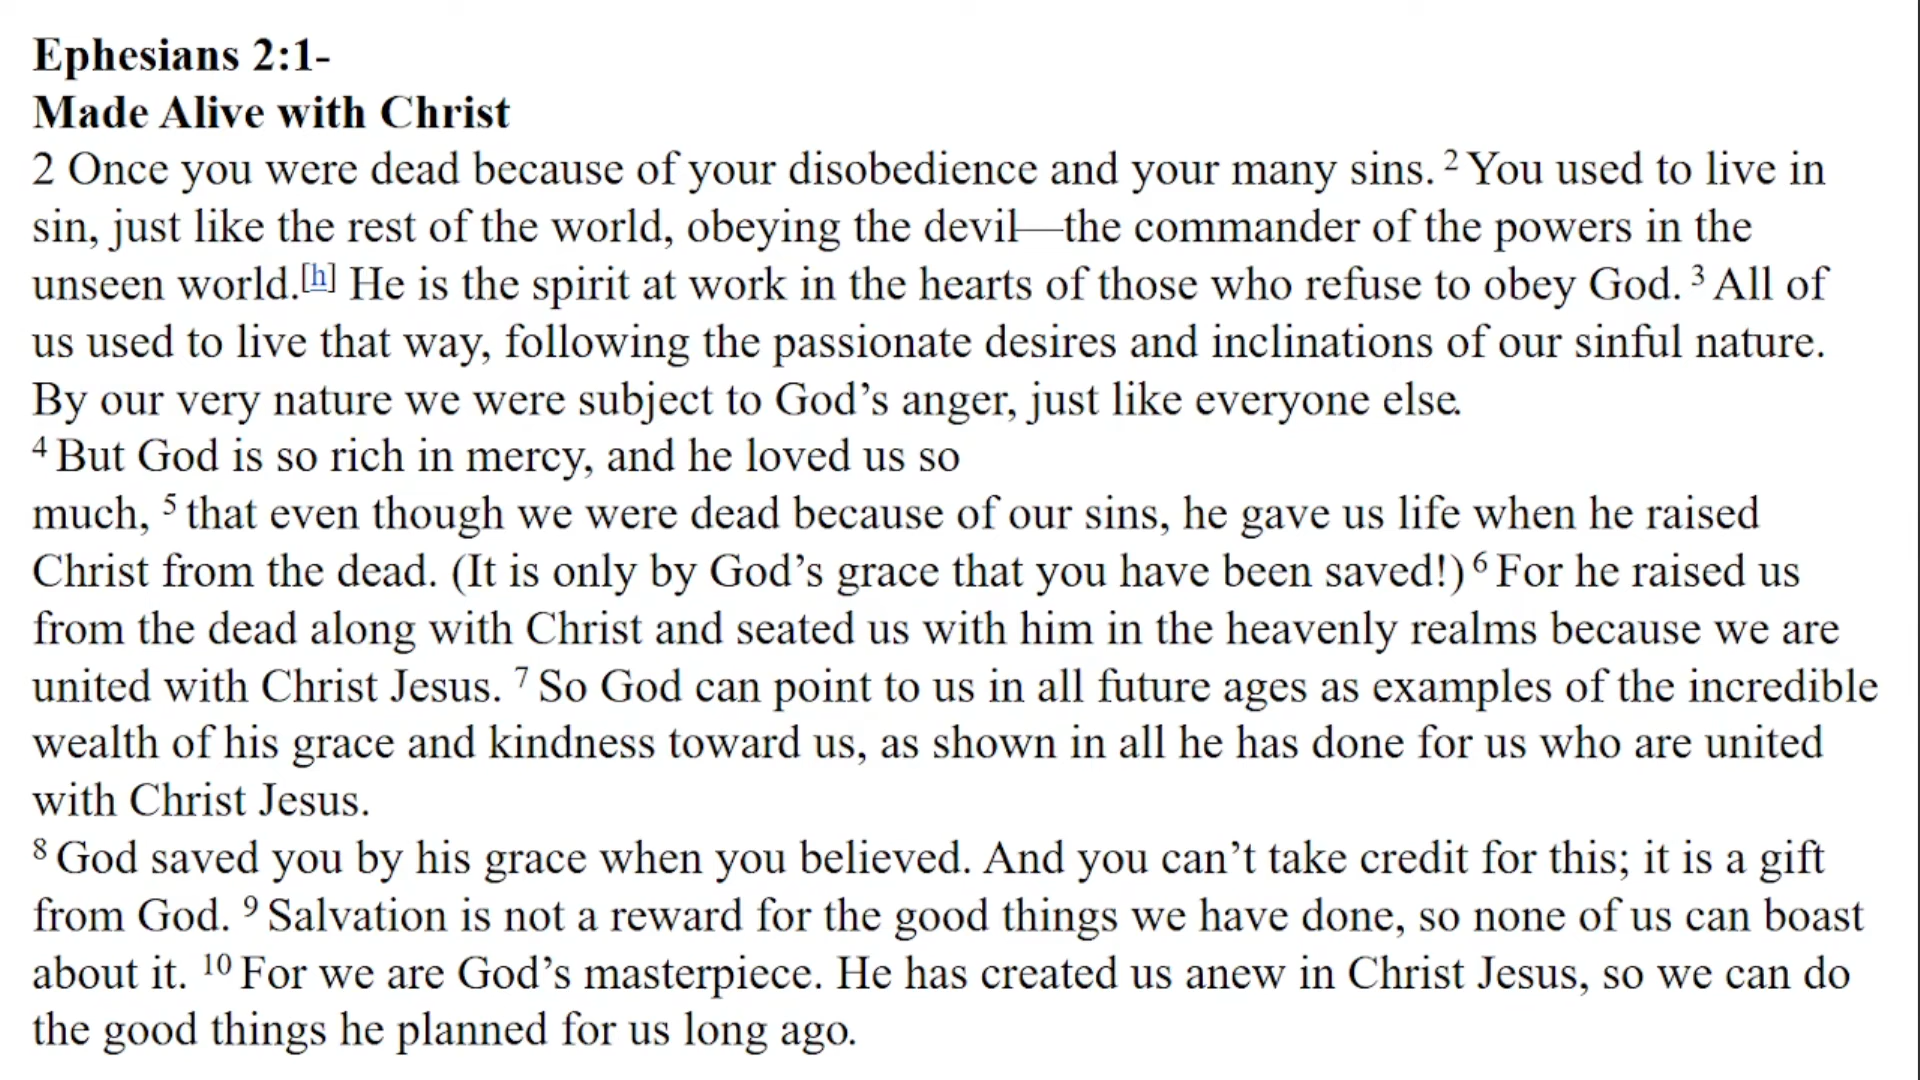 Ephesians 2:1-
Made Alive with Christ
2 Once you were dead because of your disobedience and your many sins. 2 You used to live in
sin, just like the rest of the world, obeying the devil—the commander of the powers in the
unseen world.[h] He is the spirit at work in the hearts of those who refuse to obey God. 3 All of
us used to live that way, following the passionate desires and inclinations of our sinful nature.
By our very nature we were subject to God’s anger, just like everyone else.
4 But God is so rich in mercy, and he loved us so
much, 5 that even though we were dead because of our sins, he gave us life when he raised
Christ from the dead. (It is only by God’s grace that you have been saved!) 6 For he raised us
from the dead along with Christ and seated us with him in the heavenly realms because we are
united with Christ Jesus. 7 So God can point to us in all future ages as examples of the incredible
wealth of his grace and kindness toward us, as shown in all he has done for us who are united
with Christ Jesus.
8 God saved you by his grace when you believed. And you can’t take credit for this; it is a gift
from God. 9 Salvation is not a reward for the good things we have done, so none of us can boast
about it. 10 For we are God’s masterpiece. He has created us anew in Christ Jesus, so we can do
the good things he planned for us long ago.